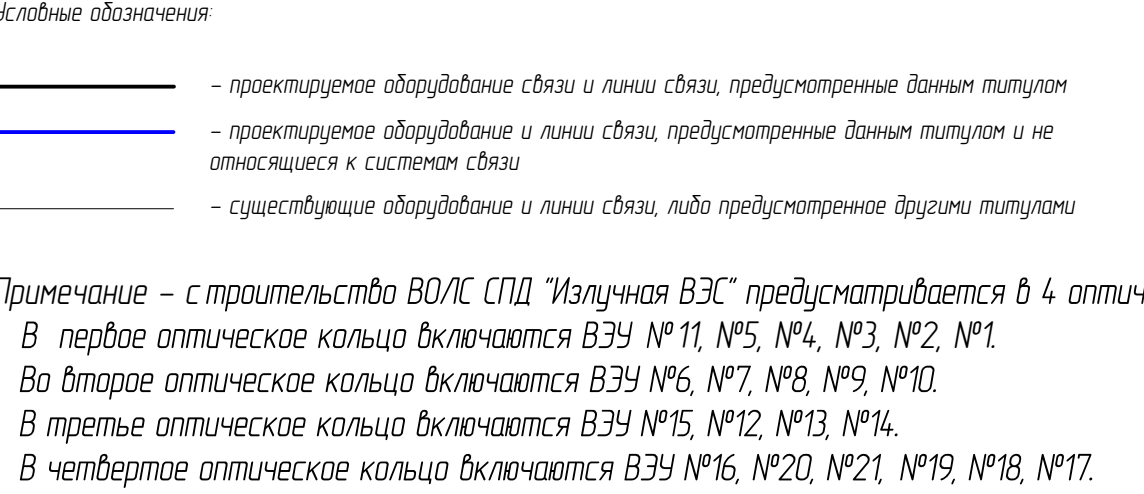 Условные обозначения:
– проектируемое оборудование связи и линии связи, предусмотренные данным титулом
– проектируемое оборудование и линии связи, предусмотренные данным титулом и не
относящиеся к системам связи
– существующие оборудование и линии связи, либо предусмотренное другими титулами
Примечание – строительство ВОЛС СПД "Излучная ВЭС" предусматривается в 4 оптич
В первое оптическое кольцо включаются ВЭУ №11, №5, №4, №3, №2, №1.
Во второе оптическое кольцо включаются ВЭУ №6, №7, №8, №9, №10.
В третье оптическое кольцо включаются ВЭУ №15, №12, №13, №14.
В четвертое оптическое кольцо включаются ВЭУ №16, №20, №21, №19, №18, №17.